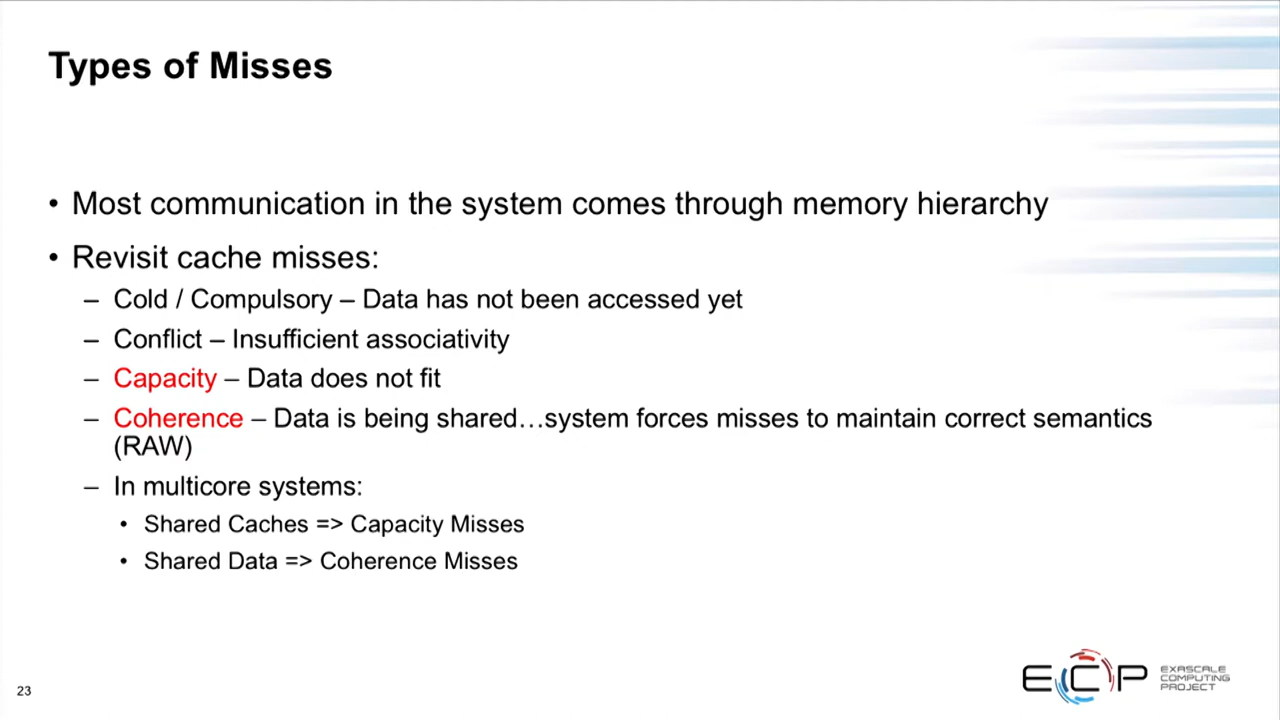 Types of Misses
• Most communication in the system comes through memory hierarchy
• Revisit cache misses:
– Cold / Compulsory – Data has not been accessed yet
– Conflict – Insufficient associativity
– Capacity – Data does not fit
– Coherence – Data is being shared…system forces misses to maintain correct semantics
(RAW)
– In multicore systems:
• Shared Caches => Capacity Misses
• Shared Data => Coherence Misses
23
ECP
EXASCALE
COMPUTING
PROJECT